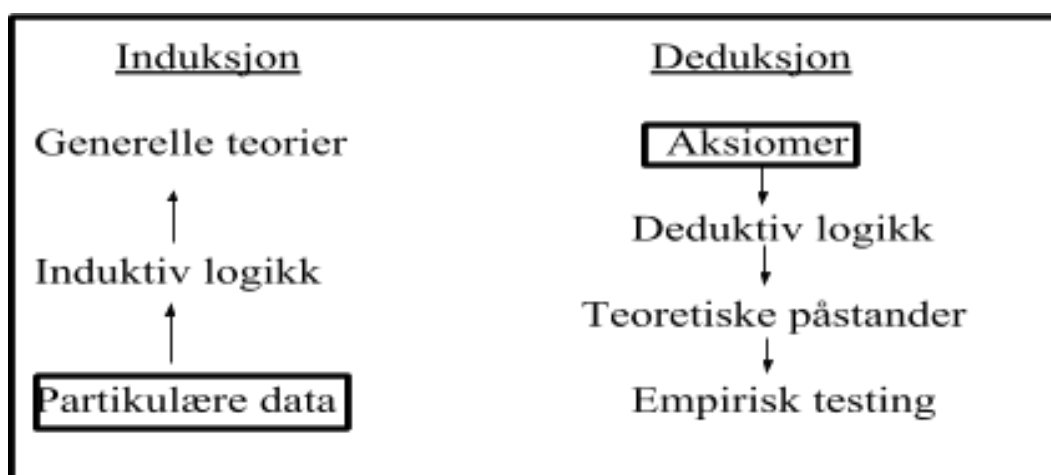 Induksjon
Generelle teorier
Induktiv logikk
Partikulære data
Deduksjon
Aksiomer
Deduktiv logikk
Teoretiske påstander
Empirisk testing